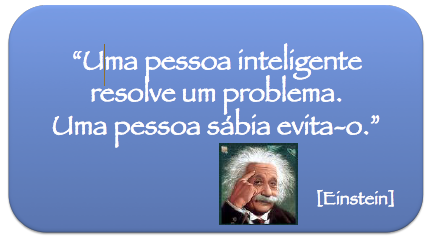 “Uma pessoa inteligente
resolve um problema.
Uma pessoa sábia evita-o.”
[Einstein]